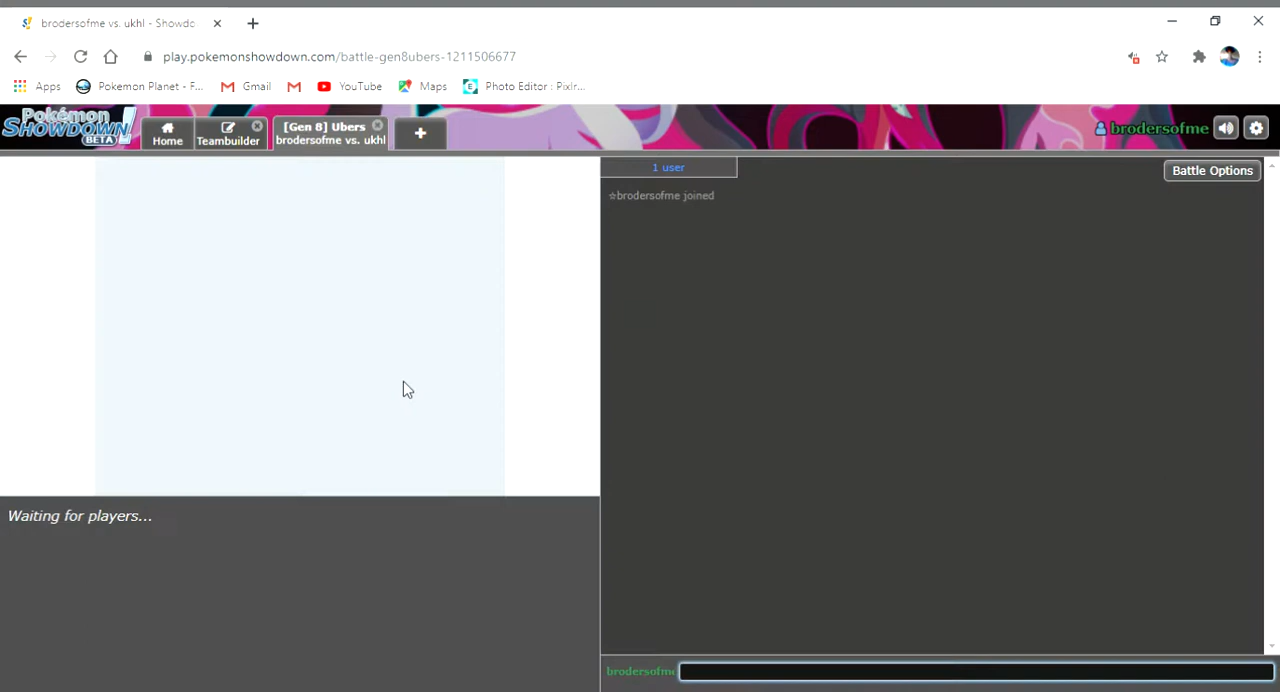 brodersofme vs. ukhl - Showdo
play.pokemonshowdown.com/battle-gen8ubers-1211506677
Apps
Pokemon Planet - F...
Gmail
YouTube
Maps
Photo Editor : Pixlr...
Pokémon
SHOWDOWN!
BETA
Home
Teambuilder
[Gen 8] Ubers
brodersofme vs. ukhl
brodersofme
1 user
Battle Options
☆brodersofme joined
Waiting for players...
brodersofme